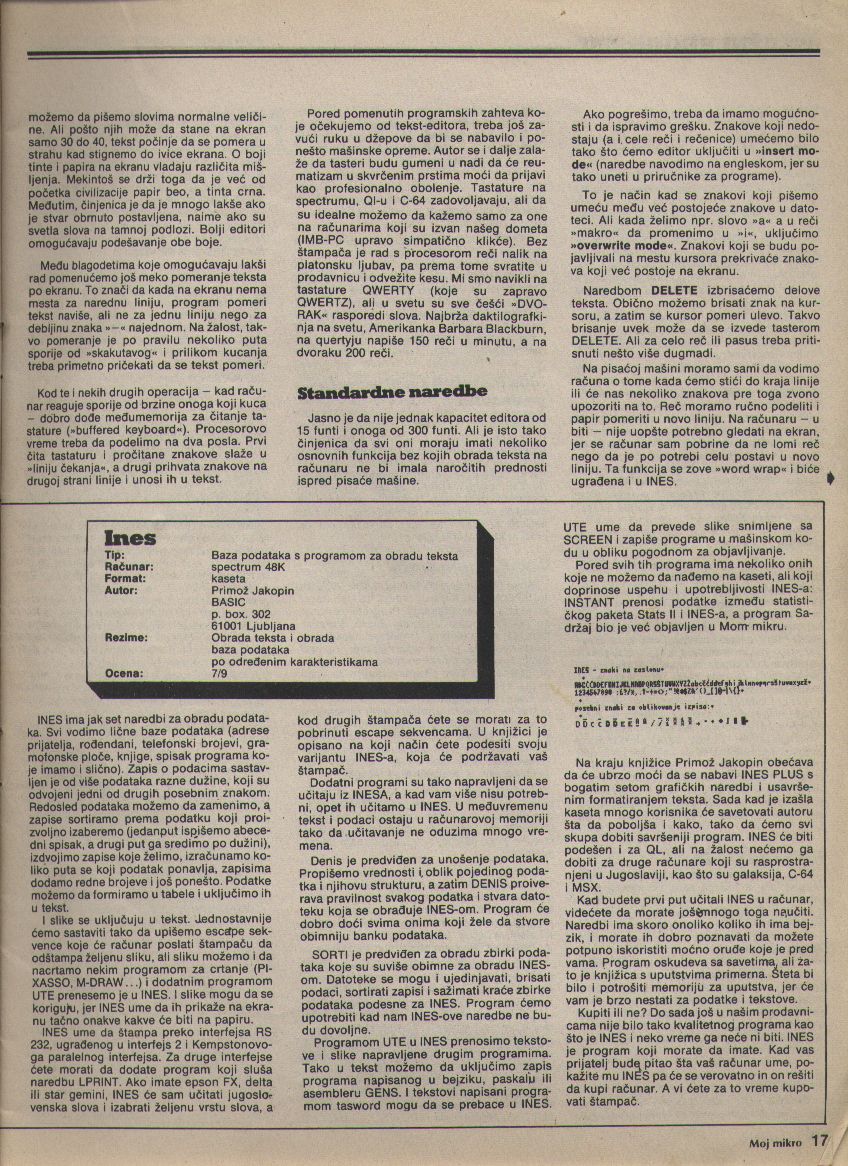 možemo da pišemo slovima normalne veliči-
ne. Ali pošto njih može da stane na ekran
samo 30 do 40, tekst počinje da se pomera u
strahu kad stignemo do ivice ekrana. O boji
tinte i papira na ekranu vladaju različita miš-
ljenja. Mekintoš se drži toga da je već od
početka civilizacije papir beo, a tinta crna.
Međutim, činjenica je da je mnogo lakše ako
je stvar obrnuto postavljena, naime ako su
svetla slova na tamnoj podlozi. Bolji editori
omogućavaju podešavanje obe boje.
Među blagodetima koje omogućavaju lakši
rad pomenućemo još meko pomeranje teksta
po ekranu. To znači da kada na ekranu nema
mosta za narednu liniju, program pomeri
tekst naviše, ali ne za jednu liniju nego za
debljinu znaka »—« najednom. Na žalost, tak-
vo pomeranje je po pravilu nekoliko puta
sporije od »skakutavog« i prilikom kucanja
treba primetno pričekati da se tekst pomeri.
Kod te i nekih drugih operacija — kad raču-
nar reaguje sporije od brzine onoga koji kuca
— dobro dođe međumemorija za čitanje ta-
stature (»buffered keyboard«). Procesorovo
vreme treba da podelimo na dva posla. Prvi
čita tastaturu i pročitane znakove slaže u
»liniju čekanja«, a drugi prihvata znakove na
drugoj strani linije i unosi ih u tekst.
Pored pomenutih programskih zahteva ko-
je očekujemo od tekst-editora, treba još za-
vući ruku u džepove da bi se nabavilo i po-
nešto mašinske opreme. Autor se i dalje zala-
že da tasteri budu gumeni u nadi da će reu-
matizam u skvrčenim prstima moći da prijavi
kao profesionalno obolenje. Tastature na
spectrumu, Ql-u i C-64 zadovoljavaju, ali da
su idealne možemo da kažemo samo za one
na računarima koji su izvan našeg dometa
(IMB-PC upravo simpatično klikće). Bez
štampača je rad s procesorom reči nalik na
platonsku ljubav, pa prema tome svratite u
prodavnicu i odvežite kesu. Mi smo navikli na
tastature QWERTY (koje su zapravo
QWERTZ), ali u svetu su sve češći »DVO-
RAK« rasporedi slova. Najbrža daktilografki-
nja na svetu, Amerikanka Barbara Blackburn,
na quertyju napiše 150 reči u minutu, a na
dvoraku 200 reči.
Standardne naredbe
Jasno je da nije jednak kapacitet editora od
15 funti i onoga od 300 funti. Ali je isto tako
činjenica da svi oni moraju imati nekoliko
osnovnih funkcija bez kojih obrada teksta na
računaru ne bi imala naročitih prednosti
ispred pisaće mašine.
Ako pogrešimo, treba da imamo mogućno-
sti i da ispravimo grešku. Znakove koji nedo-
staju (a i cele reči i rečenice) umećemo bilo
tako što ćemo editor uključiti u »insert mo-
de« (naredbe navodimo na engleskom, jer su
tako uneti u priručnike za programe).
To je način kad se znakovi koji pišemo
umeću među već postojeće znakove u dato-
teci. Ali kada želimo npr. slovo »a« a u reči
»makro« da promenimo u »i«, uključimo
»overwrite mode«. Znakovi koji se budu po-
javljivali na mestu kursora prekrivaće znako-
va koji već postoje na ekranu.
Naredbom DELETE izbrisaćemo delove
teksta. Obično možemo brisati znak na kur-
soru, a zatim se kursor pomeri ulevo. Takvo
brisanje uvek može da se izvede tasterom
DELETE. Ali za celo reč ili pasus treba priti-
snuti nešto više dugmadi.
Na pisaćoj mašini moramo sami da vodimo
računa o tome kada ćemo stići do kraja linije
ili će nas nekoliko znakova pre toga zvono
upozoriti na to. Reč moramo ručno podeliti i
papir pomeriti u novo liniju. Na računaru — u
biti — nije uopšte potrebno gledati na ekran,
jer se računar sam pobrine da ne lomi reč
nego da je po potrebi celu postavi u novo
liniju. Ta funkcija se zove »word wrap« i biće
ugrađena i u INES.
Ines
Tip: Baza podataka s programom za obradu teksta
Računar: spectrum 48K
Format: kaseta
Autor: Primož Jakopin
BASIC
p. box. 302
61001 Ljubljana
Rezime: Obrada teksta i obrada
baza podataka
po određenim karakteristikama
Ocena: 7/9
INES ima jak set naredbi za obradu podata-
ka. Svi vodimo lične baze podataka (adrese
prijatelja, rođendani, telefonski brojevi, gra-
mofonske ploče, knjige, spisak programa ko-
je imamo i slično). Zapis o podacima sastav-
ljen je od više podataka razne dužine, koji su
odvojeni jedni od drugih posebnim znakom.
Redosled podataka možemo da zamenimo, a
zapise sortiramo prema podatku koji proi-
zvoljno izaberemo (jedanput ispišemo abece-
dni spisak, a drugi put ga sredimo po dužini),
izdvojimo zapise koje želimo, izračunamo ko-
liko puta se koji podatak ponavlja, zapisima
dodamo redne brojeve i još ponešto. Podatke
možemo da formiramo u tabele i uključimo ih
u tekst.
I slike se uključuju u tekst. Jednostavnije
ćemo sastaviti tako da upišemo escape sek-
vence koje će računar poslati štampaču da
odštampa željenu sliku, ali sliku možemo i da
nacrtamo nekim programom za crtanje (PI-
XASSO, M-DRAW...) i dodatnim programom
UTE prenesemo je u INES. I slike mogu da se
koriguju, jer INES ume da ih prikaže na ekra-
nu tačno onakve kakve će biti na papiru.
INES ume da štampa preko interfejsa RS
232, ugrađenog u interfejs 2 i Kempstonovo-
ga paralelnog interfejsa. Za druge interfejse
ćete morati da dodate program koji sluša
naredbu LPRINT. Ako imate epson FX, delta
ili star gemini, INES će sam učitati jugoslo-
venska slova i izabrati željenu vrstu slova, a
kod drugih štampača ćete se morati za to
pobrinuti escape sekvencama. U knjižici je
opisano na koji način ćete podesiti svoju
varijantu INES-a, koja će podržavati vaš
štampač.
Dodatni programi su tako napravljeni da se
učitaju iz INESA, a kad vam više nisu potreb-
ni, opet ih učitamo u INES. U međuvremenu
tekst i podaci ostaju u računarovoj memoriji
tako da učitavanje ne oduzima mnogo vre-
mena.
Denis je predviđen za unošenje podataka.
Propišemo vrednosti i oblik pojedinog poda-
tka i njihovu strukturu, a zatim DENIS proive-
rava pravilnost svakog podatka i stvara dato-
teku koja se obrađuje INES-om. Program će
dobro doći svima onima koji žele da stvore
obimniju banku podataka.
SORTI je predviđen za obradu zbirki poda-
taka koje su suviše obimne za obradu INES-
om. Datoteke se mogu i ujedinjavati, brisati
podaci, sortirati zapisi i sažimati kraće zbirke
podataka podesne za INES. Program ćemo
upotrebiti kad nam INES-ove naredbe ne bu-
du dovoljne.
Programom UTE u INES prenosimo teksto-
ve i slike napravljene drugim programima.
Tako u tekst možemo da uključimo zapis
programa napisanog u bejziku, paskalu ili
asembleru GENS. I tekstovi napisani progra-
mom tasword mogu da se prebace u INES.
UTE ume da prevede slike snimljene sa
SCREEN i zapiše programe u mašinskom ko-
du u obliku pogodnom za objavljivanje.
Pored svih tih programa ima nekoliko onih
koje ne možemo da nađemo na kaseti, ali koji
doprinose uspehu i upotrebljivosti INES-a:
INSTANT prenosi podatke između statisti-
čkog paketa Stats II i INES-a, a program Sa-
držaj bio je već objavljen u Mom mikru.
INES - znaki na zaslonu+
posebni znaki za oblikovanje izpisa:+
Na kraju knjižice Primož Jakopin obećava
da će ubrzo moći da se nabavi INES PLUS s
bogatim setom grafičkih naredbi i usavrše-
nim formatiranjem teksta. Sada kad je izašla
kaseta mnogo korisnika će savetovati autoru
šta da poboljša i kako, tako da ćemo svi
skupa dobiti savršeniji program. INES će biti
podešen i za QL, ali na žalost nećemo ga
dobiti za druge računare koji su rasprostra-
njeni u Jugoslaviji, kao što su galaksija, C-64
i MSX.
Kad budete prvi put učitali INES u računar,
videćete da morate još mnogo toga naučiti.
Naredbi ima skoro onoliko koliko ih ima bej-
zik, i morate ih dobro poznavati da možete
potpuno iskoristiti moćno oruđe koje je pred
vama. Program oskudeva sa savetima, ali za-
to je knjižica s uputstvima primerna. Šteta bi
bilo i potrošiti memoriju za uputstva, jer će
vam je brzo nestati za podatke i tekstove.
Kupiti ili ne? Do sada još u našim prodavni-
cama nije bilo tako kvalitetnog programa kao
što je INES i neko vreme ga neće ni biti. INES
je program koji morate da imate. Kad vas
prijatelj bude pitao šta vaš računar ume, po-
kažite mu INES pa će se verovatno in on rešiti
da kupi računar. A vi ćete za to vreme kupo-
vati štampač.
Moj mikro 17